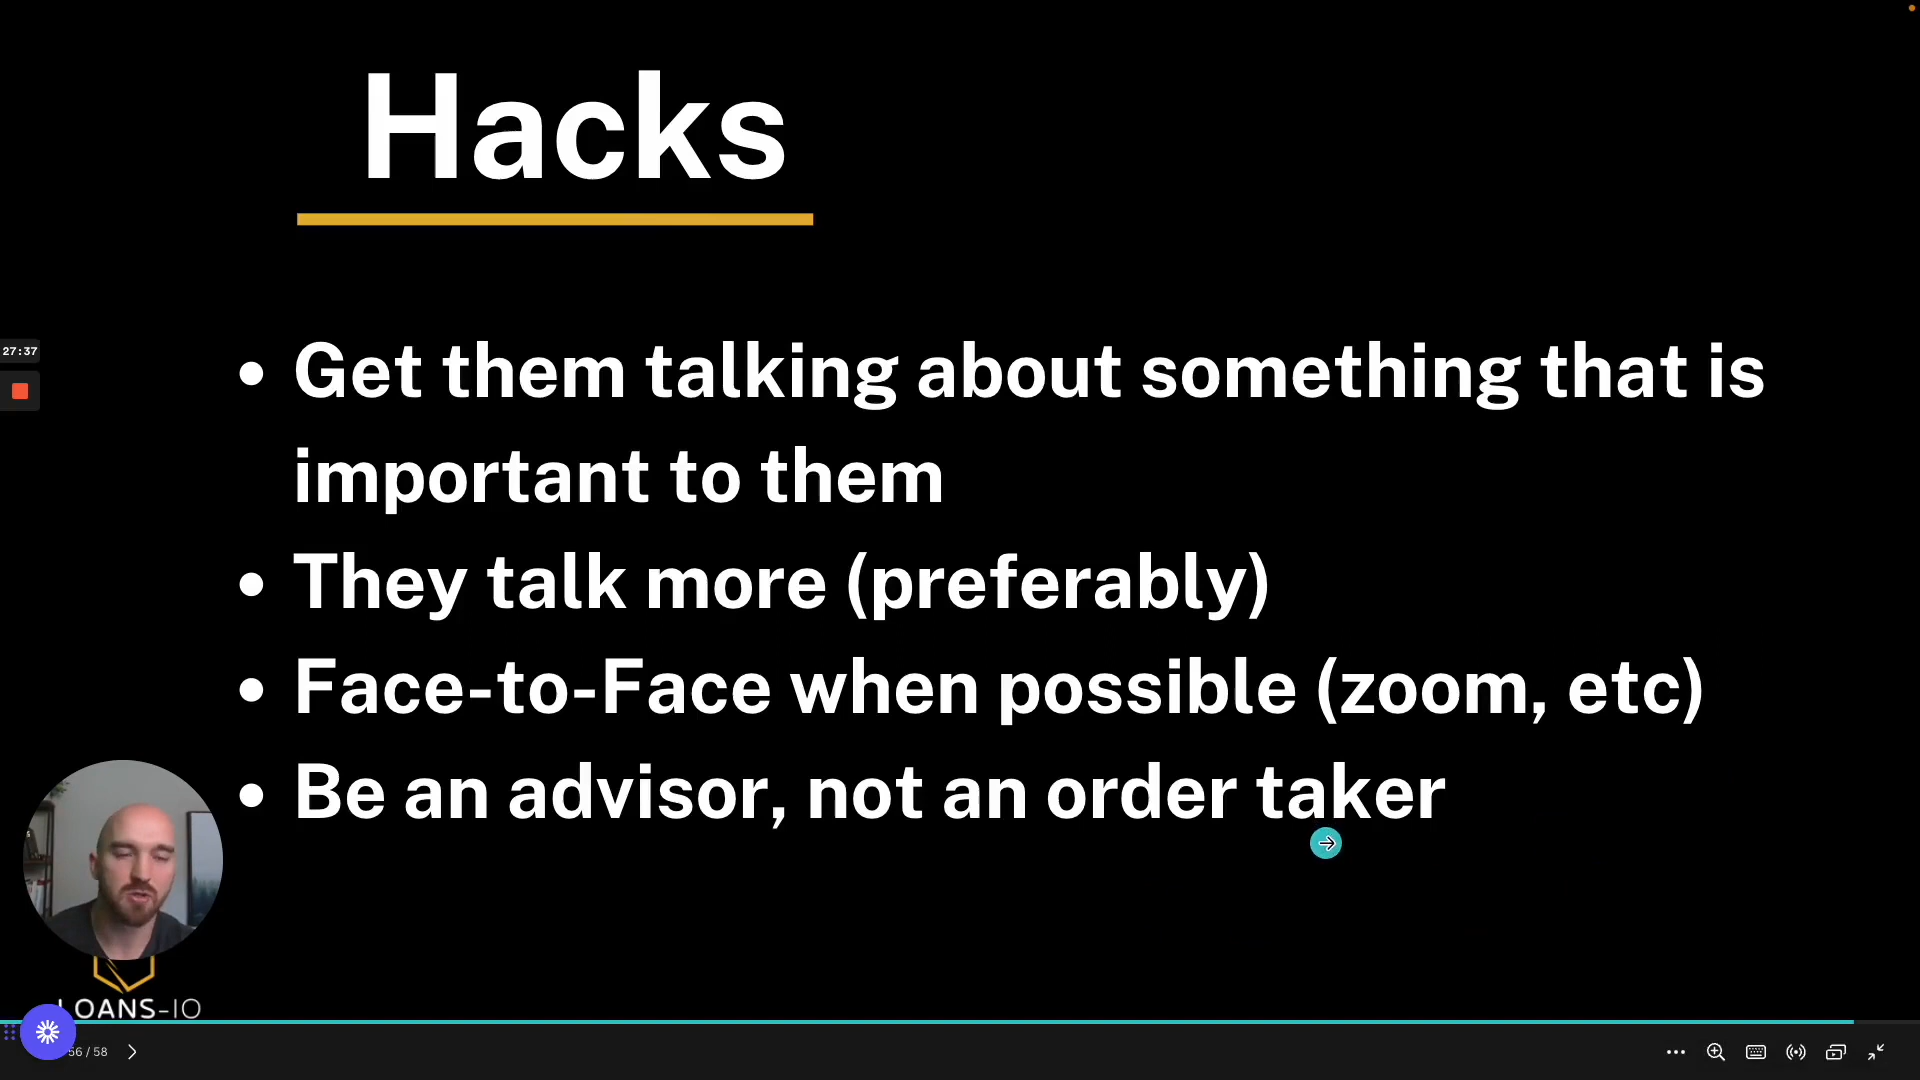 Hacks
27:37
• Get them talking about something that is
important to them
• They talk more (preferably)
• Face-to-Face when possible (zoom, etc)
• Be an advisor, not an order taker
LOANS-IO
56 / 58